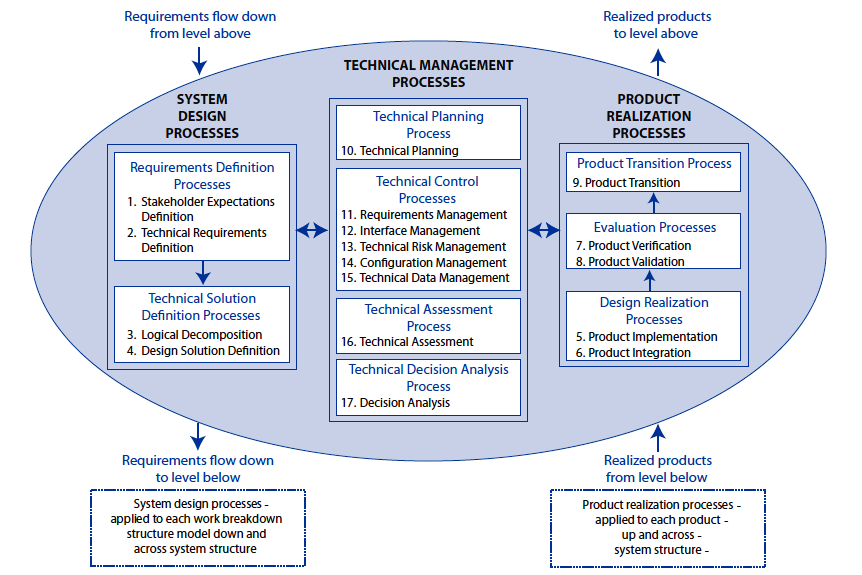 Requirements flow down
from level above
Realized products
to level above
TECHNICAL MANAGEMENT
PROCESSES
SYSTEM
DESIGN
PROCESSES
Requirements Definition
Processes
1. Stakeholder Expectations
Definition
2. Technical Requirements
Definition
Technical Solution
Definition Processes
3. Logical Decomposition
4. Design Solution Definition
Technical Planning
Process
10. Technical Planning
Technical Control
Processes
11. Requirements Management
12. Interface Management
13. Technical Risk Management
14. Configuration Management
15. Technical Data Management
Technical Assessment
Process
16. Technical Assessment
Technical Decision Analysis
Process
17. Decision Analysis
PRODUCT
REALIZATION
PROCESSES
Product Transition Process
9. Product Transition
Evaluation Processes
7. Product Verification
8. Product Validation
Design Realization
Processes
5. Product Implementation
6. Product Integration
Requirements flow down
to level below
System design processes -
applied to each work breakdown
structure model down and
across system structure
Realized products
from level below
Product realization processes -
applied to each product -
up and across -
system structure -